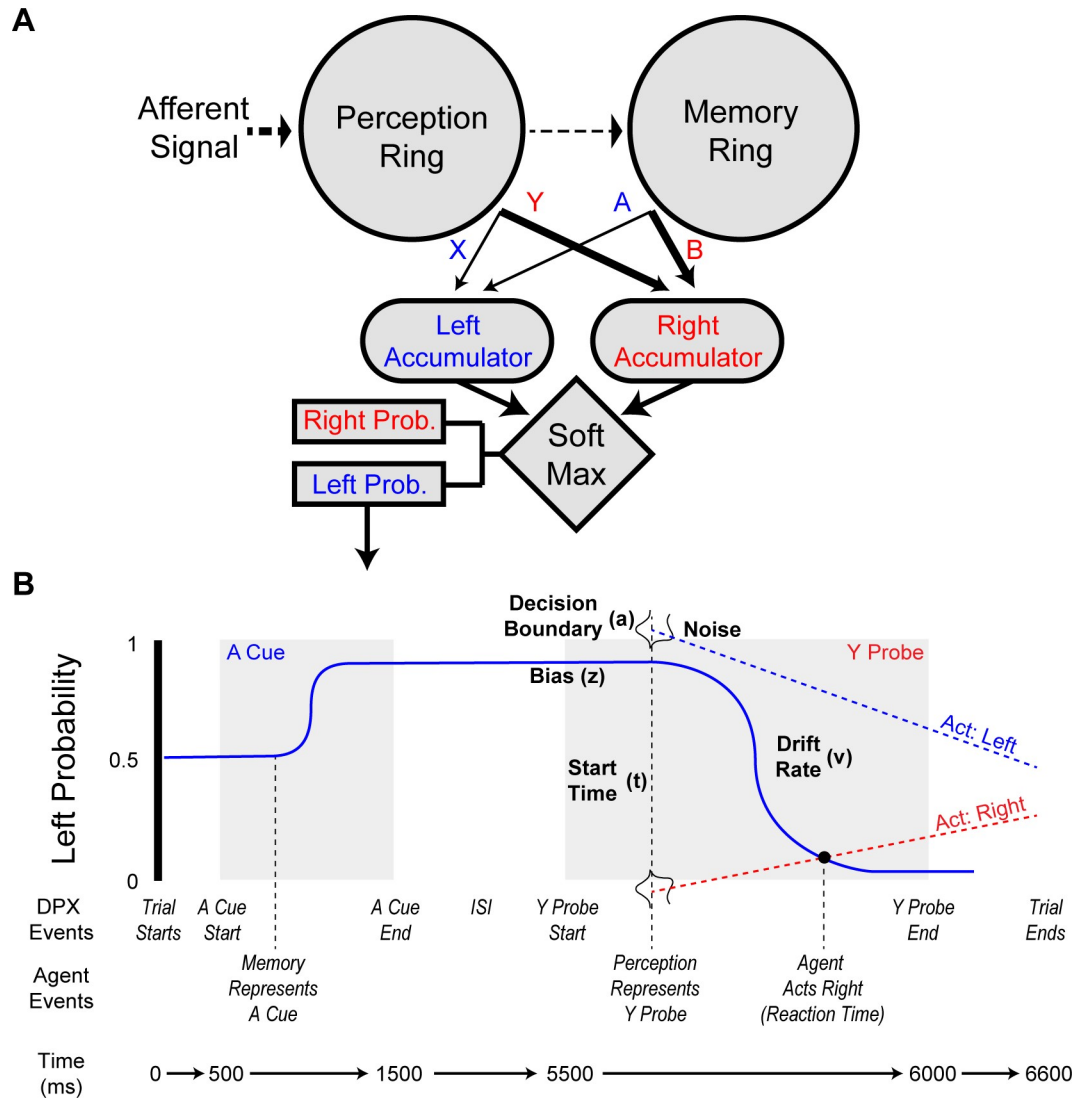 A
Afferent
Signal
Perception
Ring
Memory
Ring
Y
A
X
B
Left
Accumulator
Right
Accumulator
Right Prob.
Left Prob.
Soft
Max
B
Left Probability
1
0.5
0
A Cue
Decision
Boundary (a)
Noise
Y Probe
Bias (z)
Start
Time (t)
Drift
Rate (v)
Act: Left
Act: Right
DPX
Events
Trial
Starts
A Cue
Start
A Cue
End
ISI
Y Probe
Start
Y Probe
End
Trial
Ends
Agent
Events
Memory
Represents
A Cue
Perception
Represents
Y Probe
Agent
Acts Right
(Reaction Time)
Time
(ms)
0 500 1500 5500 6000 6600